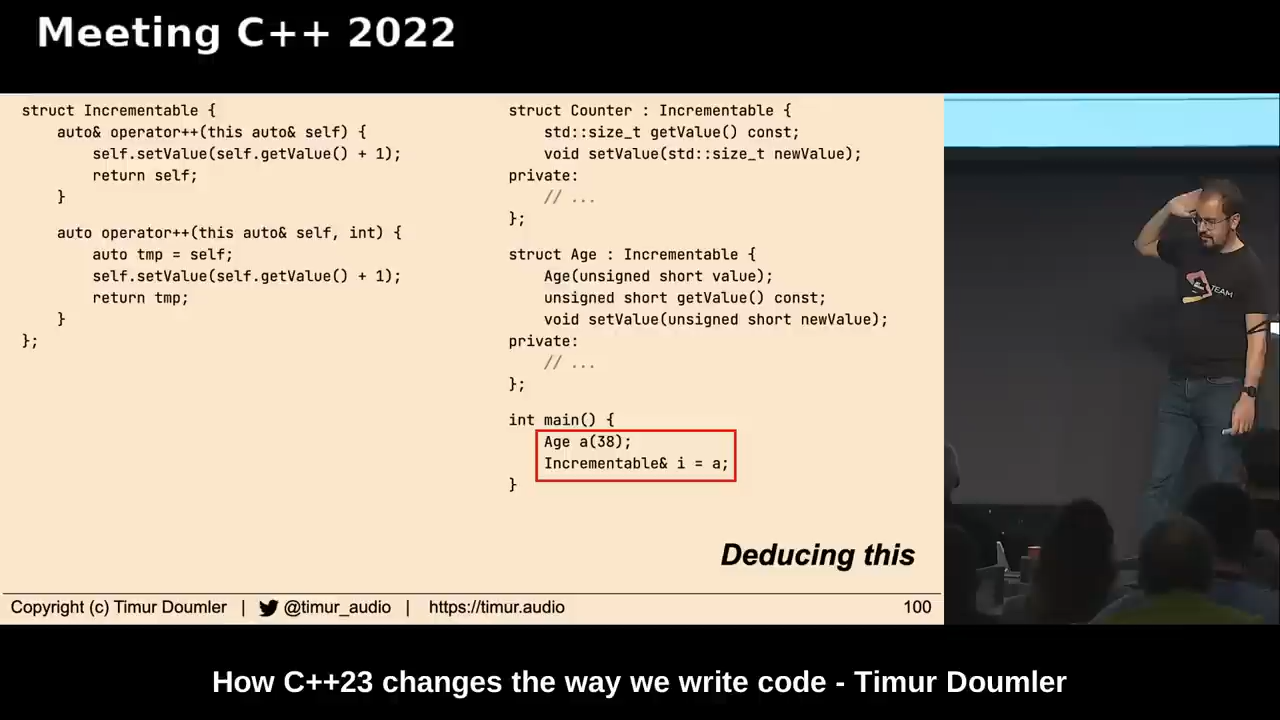 Meeting C++ 2022
struct Incrementable {
auto& operator++(this auto& self) {
self.setValue(self.getValue() + 1);
return self;
}
auto operator++(this auto& self, int) {
auto tmp = self;
self.setValue(self.getValue() + 1);
return tmp;
}
};
struct Counter : Incrementable {
std::size_t getValue() const;
void setValue(std::size_t newValue);
private:
// ...
};
struct Age : Incrementable {
Age(unsigned short value);
unsigned short getValue() const;
void setValue(unsigned short newValue);
private:
// ...
};
int main() {
Age a(38);
Incrementable& i = a;
}
Deducing this
Copyright (c) Timur Doumler | @timur_audio | https://timur.audio 100
TEAM
How C++23 changes the way we write code - Timur Doumler